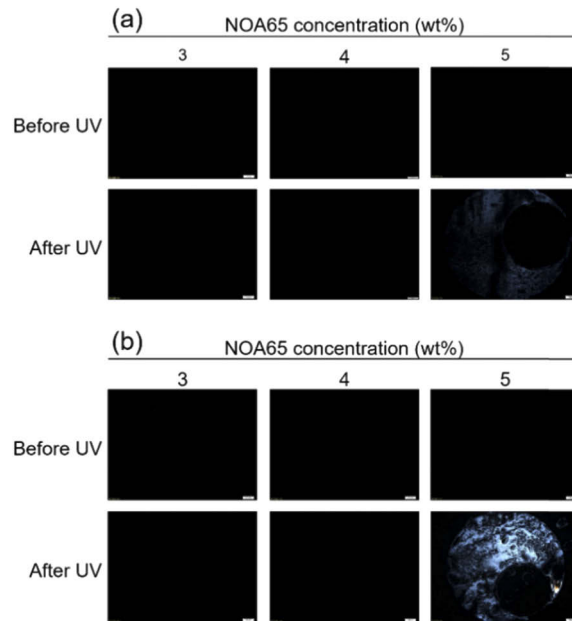 (a)
NOA65 concentration (wt%)
3 4 5
Before UV
After UV
(b)
NOA65 concentration (wt%)
3 4 5
Before UV
After UV